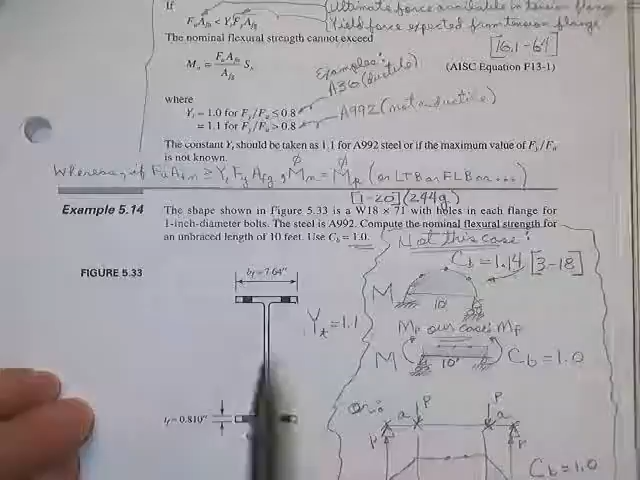 If
Ultimate force available in tension flange
FuAfn < YtFyAfg
Yield force expected from tension flange
The nominal flexural strength cannot exceed
[16.1-64]
Mn = FuAfn/Afg Sx
(AISC Equation F13-1)
Examples:
A36 (ductile)
where
Yt = 1.0 for Fy/Fu ≤ 0.8
A992 (not ductile)
= 1.1 for Fy/Fu > 0.8
The constant Yt should be taken as 1.1 for A992 steel or if the maximum value of Fy/Fu
is not known.
Whereas, if FuAfn ≥ YtFyAfg, ØMn = ØMp (or LTB or FLB or...)
[1-20] (244g)
Example 5.14
The shape shown in Figure 5.33 is a W18 × 71 with holes in each flange for
1-inch-diameter bolts. The steel is A992. Compute the nominal flexural strength for
an unbraced length of 10 feet. Use Cb = 1.0.
Not this case:
Cb = 1.14 [3-18]
FIGURE 5.33
bf = 7.64"
M
10'
Yt = 1.1
Mp our case: Mp
M
10'
Cb = 1.0
or:
P
P
a
a
tf = 0.810"
P
P
Cb = 1.0